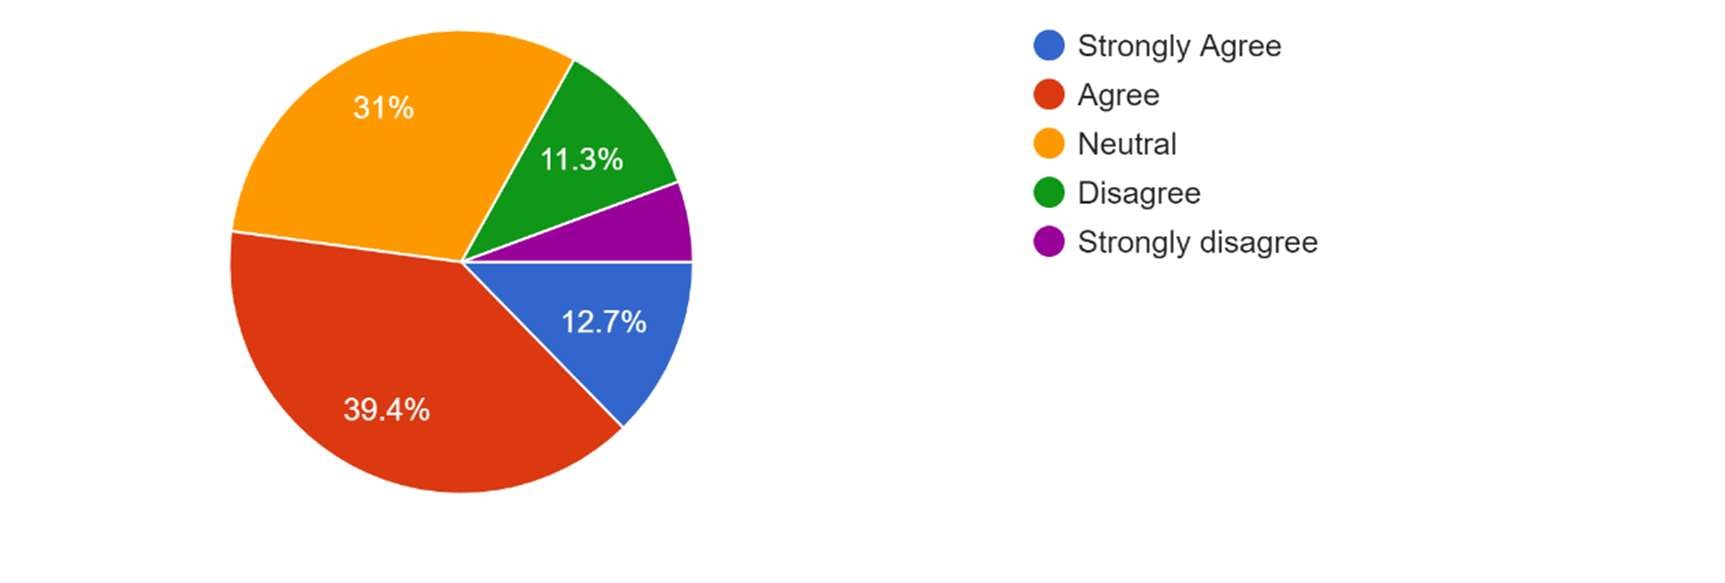 31%
11.3%
12.7%
39.4%
Strongly Agree
Agree
Neutral
Disagree
Strongly disagree